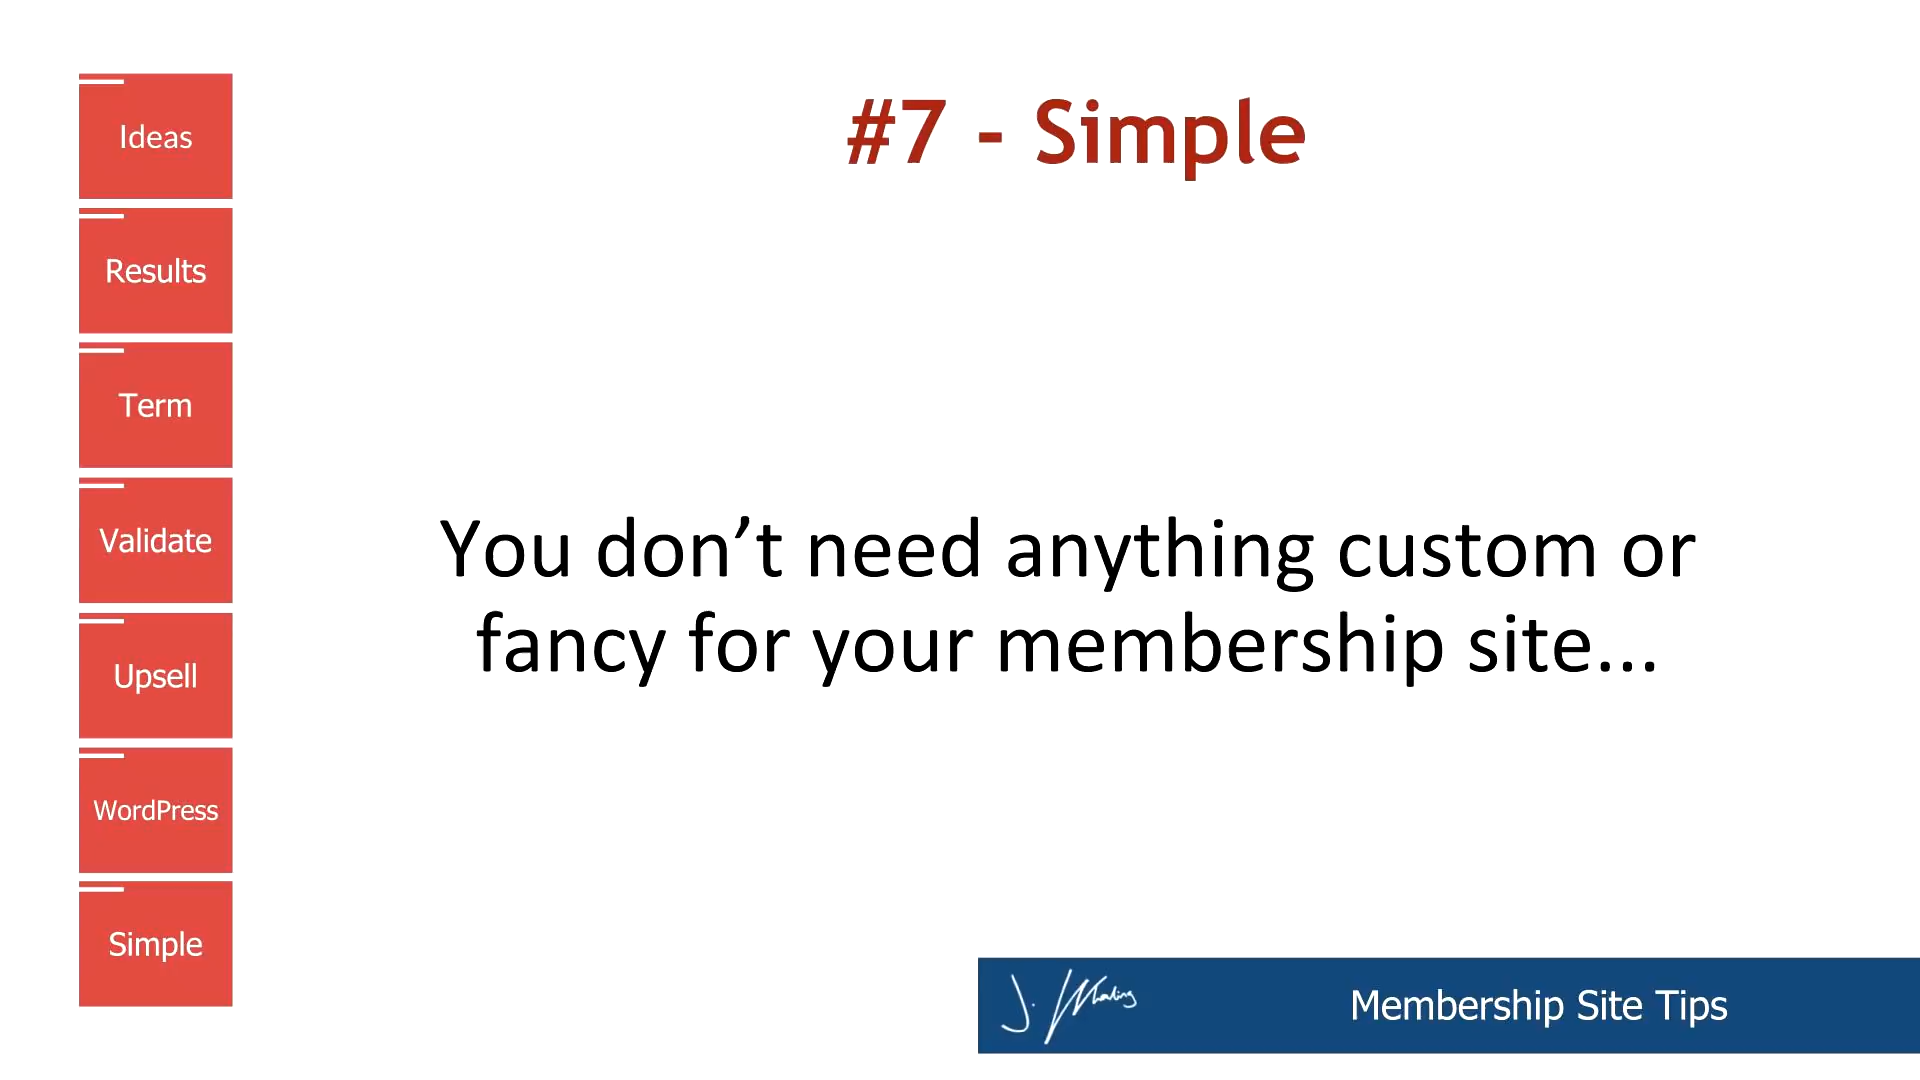 Ideas
Results
Term
Validate
Upsell
WordPress
Simple
#7 - Simple
You don’t need anything custom or
fancy for your membership site...
Membership Site Tips